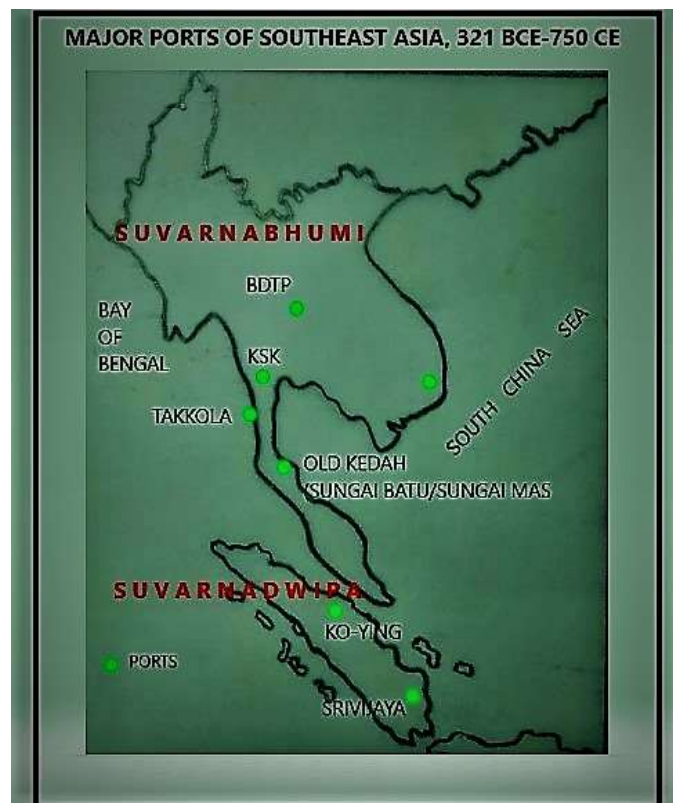 MAJOR PORTS OF SOUTHEAST ASIA, 321 BCE-750 CE
SUVARNABHUMI
BDTP
BAY
OF
BENGAL
KSK
SOUTH CHINA SEA
TAKKOLA
OLD KEDAH
/SUNGAI BATU/SUNGAI MAS
SUVARNADWIPA
KO-YING
PORTS
SRIVIJAYA